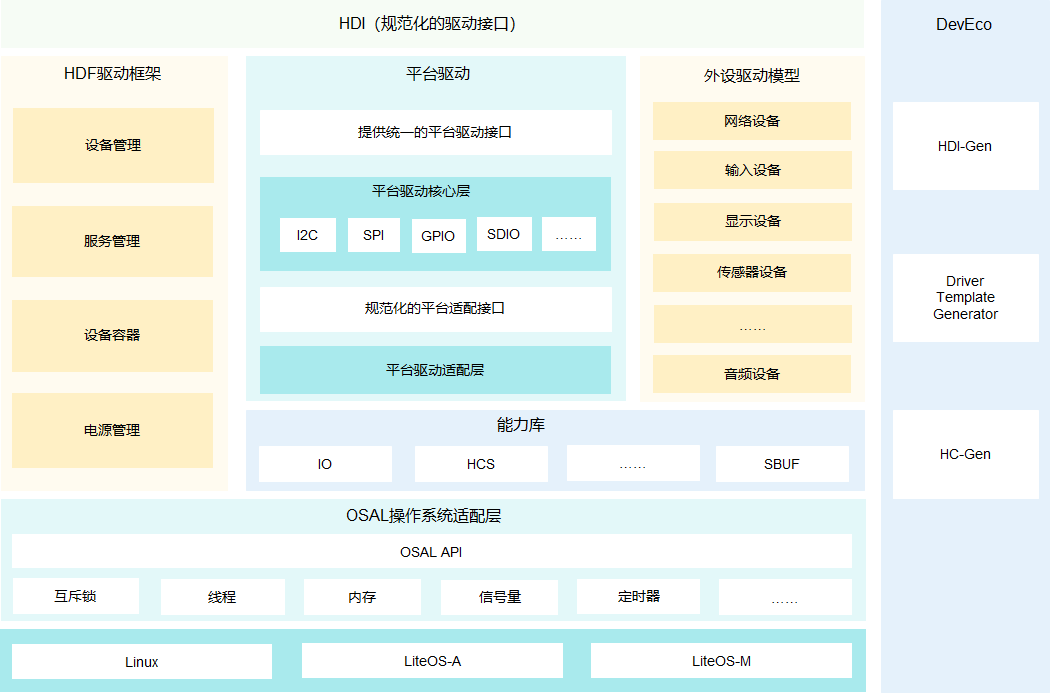 HDI（规范化的驱动接口）
HDF驱动框架
设备管理
服务管理
设备容器
电源管理
平台驱动
提供统一的平台驱动接口
平台驱动核心层
I2C
SPI
GPIO
SDIO
……
规范化的平台适配接口
平台驱动适配层
外设驱动模型
网络设备
输入设备
显示设备
传感器设备
……
音频设备
能力库
IO
HCS
……
SBUF
OSAL操作系统适配层
OSAL API
互斥锁
线程
内存
信号量
定时器
……
Linux
LiteOS-A
LiteOS-M
DevEco
HDI-Gen
Driver
Template
Generator
HC-Gen